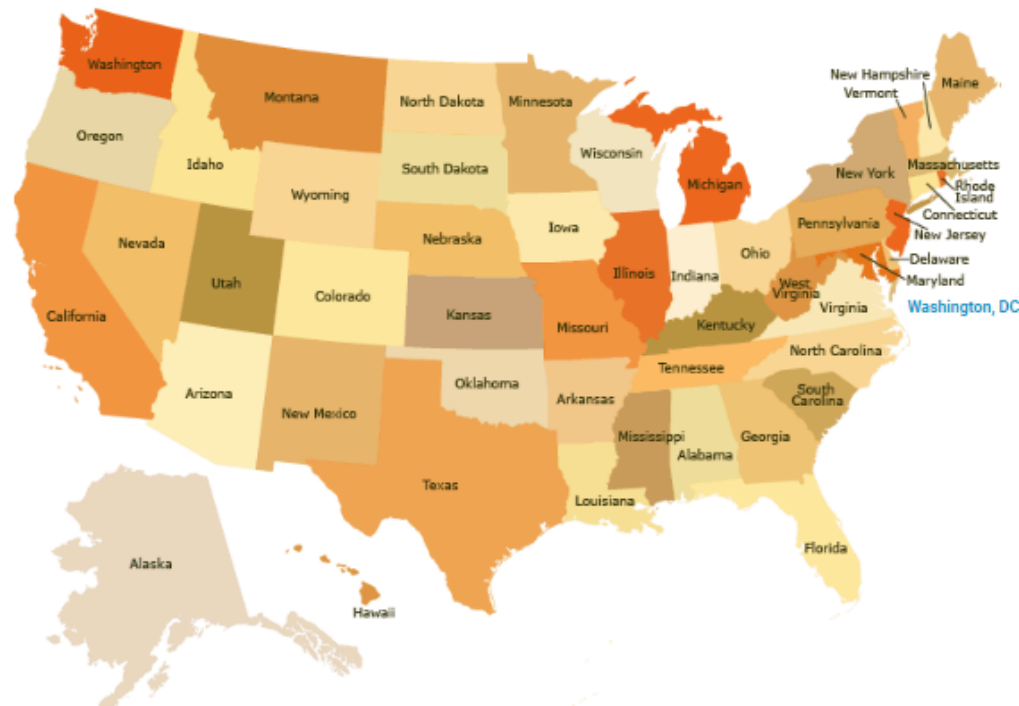 Washington
Montana
North Dakota
Minnesota
New Hampshire
Vermont
Maine
Oregon
Idaho
South Dakota
Wisconsin
Wyoming
Michigan
New York
Massachusetts
Rhode
Island
Connecticut
New Jersey
Nevada
Nebraska
Iowa
Pennsylvania
Delaware
Maryland
Washington, DC
Utah
Colorado
Illinois
Indiana
Ohio
West
Virginia
Virginia
California
Kansas
Missouri
Kentucky
North Carolina
Arizona
New Mexico
Oklahoma
Arkansas
Tennessee
South
Carolina
Mississippi
Alabama
Georgia
Texas
Louisiana
Florida
Alaska
Hawaii